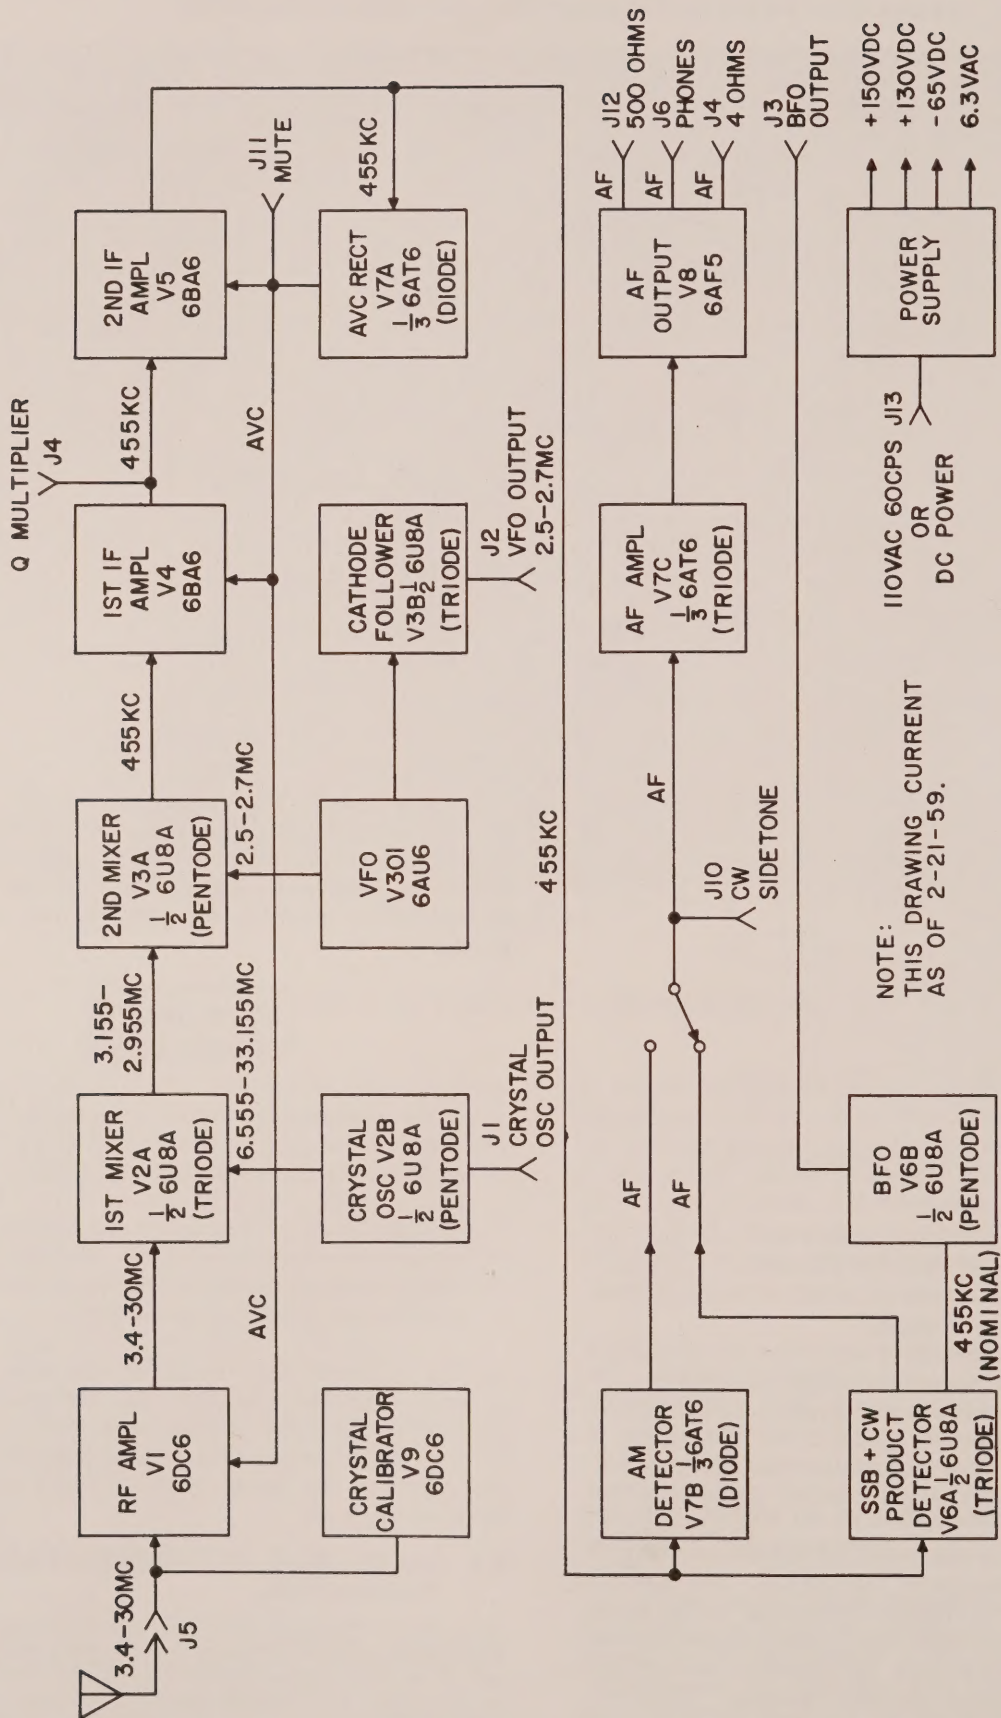 3.4-30MC
J5
RF AMPL
V1
6DC6
3.4-30MC
1ST MIXER
V2A
1/2 6U8A
(TRIODE)
3.155-
2.955MC
2ND MIXER
V3A
1/2 6U8A
(PENTODE)
455KC
1ST IF
AMPL
V4
6BA6
Q MULTIPLIER
J4
455KC
2ND IF
AMPL
V5
6BA6
AVC
6.555-33.155MC
2.5-2.7MC
AVC
J11
MUTE
CRYSTAL
CALIBRATOR
V9
6DC6
CRYSTAL
OSC V2B
1/2 6U8A
(PENTODE)
J1
CRYSTAL
OSC OUTPUT
VFO
V301
6AU6
CATHODE
FOLLOWER
V3B 1/2 6U8A
(TRIODE)
J2
VFO OUTPUT
2.5-2.7MC
AVC RECT
V7A
1/3 6AT6
(DIODE)
455KC
455KC
AM
DETECTOR
V7B 1/3 6AT6
(DIODE)
AF
AF
J10
CW
SIDETONE
AF
AF AMPL
V7C
1/3 6AT6
(TRIODE)
AF
OUTPUT
V8
6AF5
AF
J12
500 OHMS
AF
J6
PHONES
AF
J4
4 OHMS
SSB + CW
PRODUCT
DETECTOR
V6A 1/2 6U8A
(TRIODE)
455KC
(NOMINAL)
BFO
V6B
1/2 6U8A
(PENTODE)
J3
BFO
OUTPUT
NOTE:
THIS DRAWING CURRENT
AS OF 2-21-59.
110VAC 60CPS
OR
DC POWER
J13
POWER
SUPPLY
+150VDC
+130VDC
-65VDC
6.3VAC